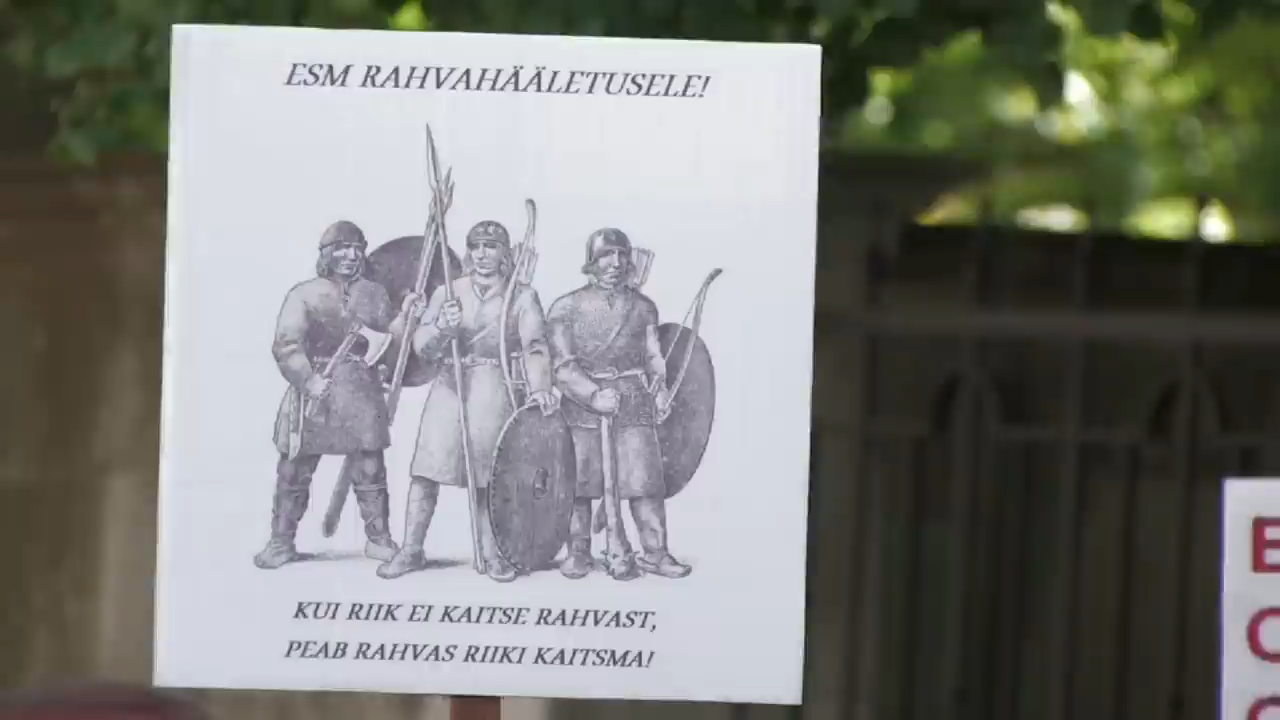 ESM RAHVAHÄÄLETUSELE!
KUI RIIK EI KAITSE RAHVAST,
PEAB RAHVAS RIIKI KAITSMA!